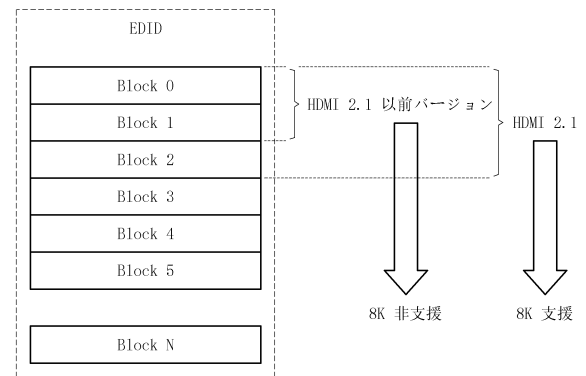 EDID
Block 0
Block 1
Block 2
Block 3
Block 4
Block 5
Block N
HDMI 2.1 以前バージョン
HDMI 2.1
8K 非支援
8K 支援